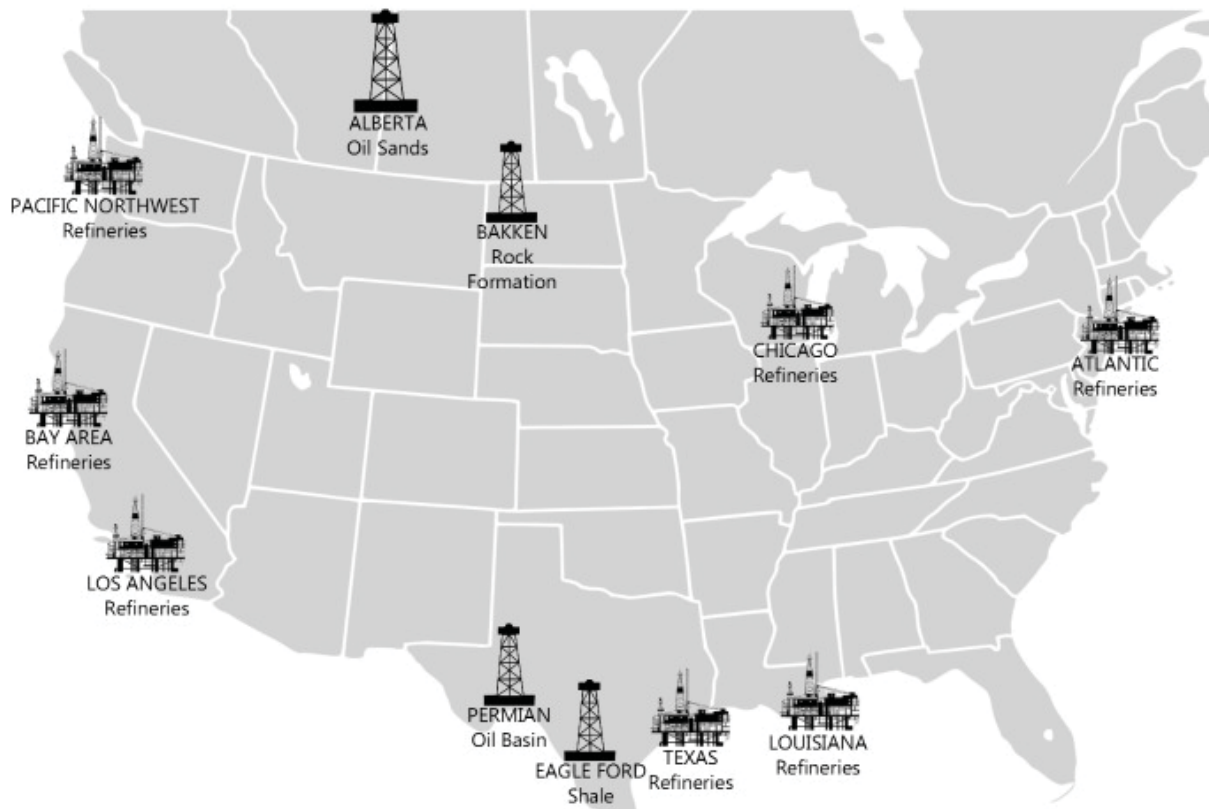 ALBERTA
Oil Sands
PACIFIC NORTHWEST
Refineries
BAKKEN
Rock
Formation
CHICAGO
Refineries
ATLANTIC
Refineries
BAY AREA
Refineries
LOS ANGELES
Refineries
PERMIAN
Oil Basin
EAGLE FORD
Shale
TEXAS
Refineries
LOUISIANA
Refineries